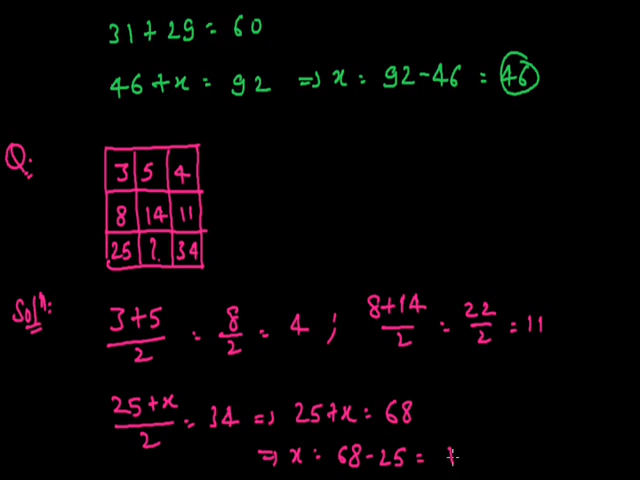 31 + 29 = 60
46 + x = 92 ⇒ x = 92 - 46 = 46
Q.
3 5 4
8 14 11
25 ? 34
Solⁿ: 3+5/2 = 8/2 = 4 ; 8+14/2 = 22/2 = 11
25+x/2 = 34 ⇒ 25+x = 68
⇒ x = 68 - 25 =